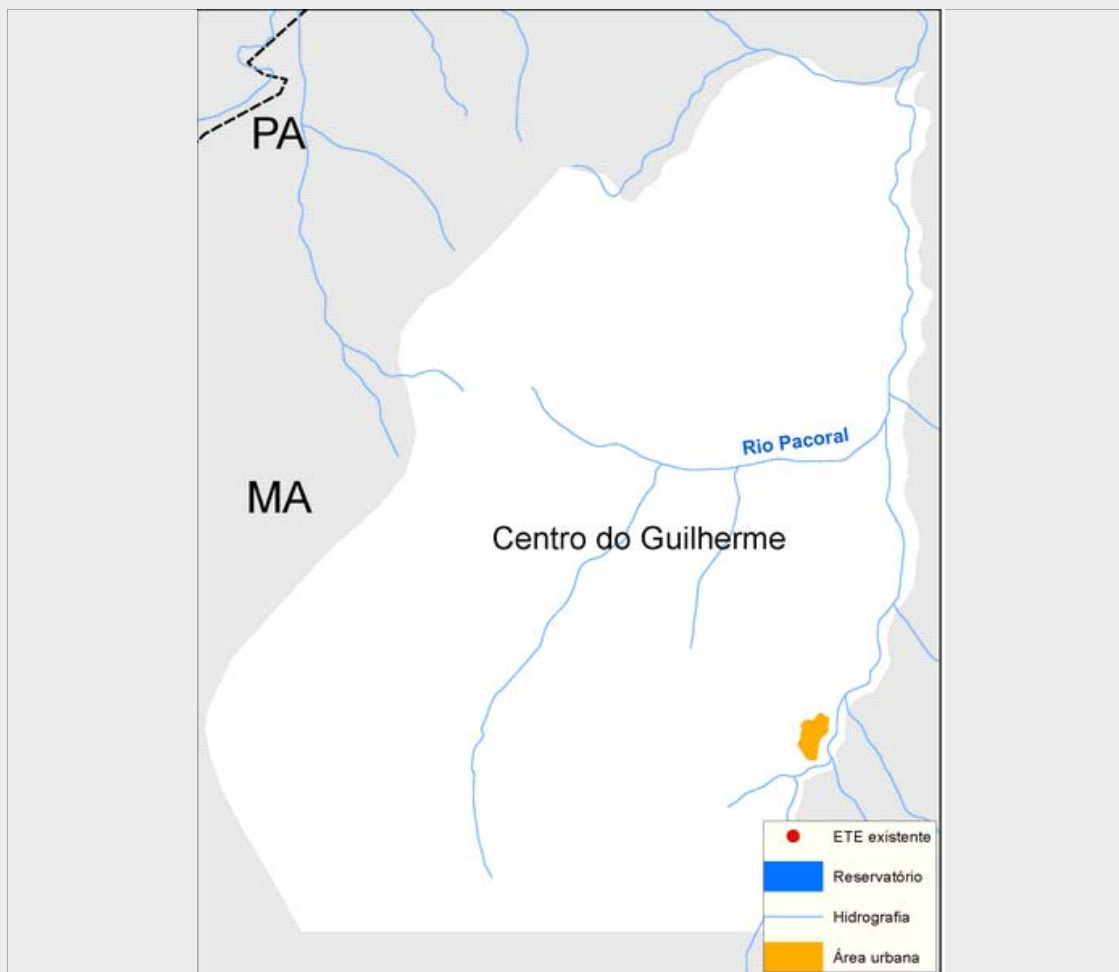 PA
Rio Pacoral
MA
Centro do Guilherme
ETE existente
Reservatório
Hidrografia
Área urbana